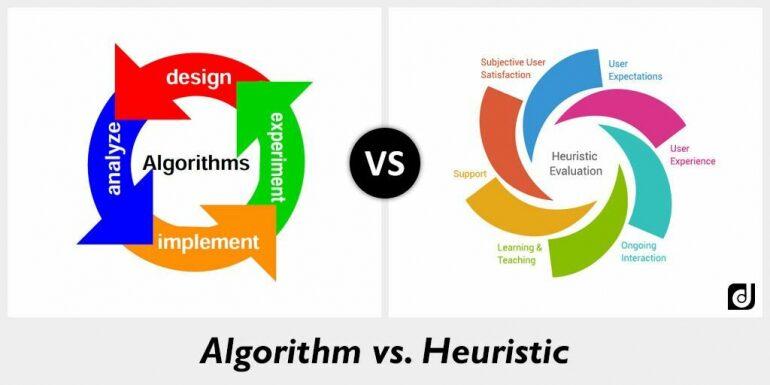 design
experiment
implement
analyze
Algorithms
VS
Subjective User
Satisfaction
User
Expectations
User
Experience
Ongoing
Interaction
Learning &
Teaching
Support
Heuristic
Evaluation
Algorithm vs. Heuristic